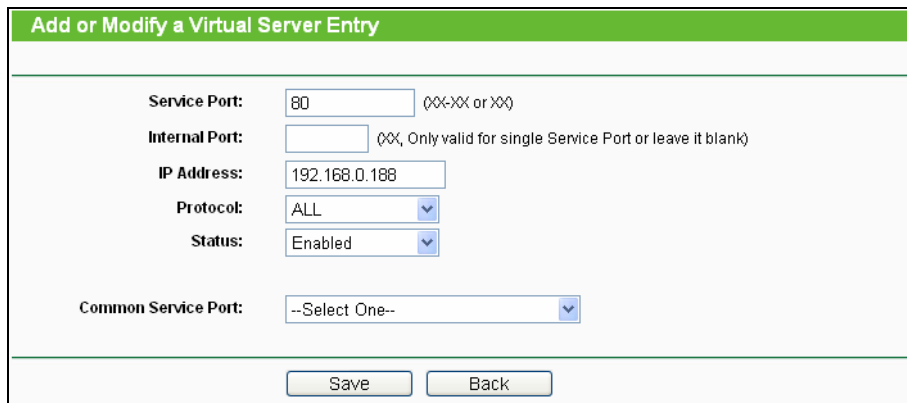 Add or Modify a Virtual Server Entry
Service Port: 80 (XX-XX or XX)
Internal Port: (XX, Only valid for single Service Port or leave it blank)
IP Address: 192.168.0.188
Protocol: ALL
Status: Enabled
Common Service Port: --Select One--
Save Back